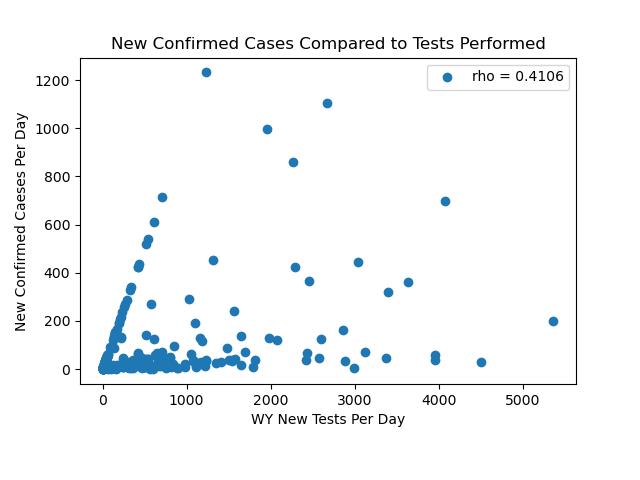 New Confirmed Cases Compared to Tests Performed
rho = 0.4106
New Confirmed Caeses Per Day
1200
1000
800
600
400
200
0
0 1000 2000 3000 4000 5000
WY New Tests Per Day